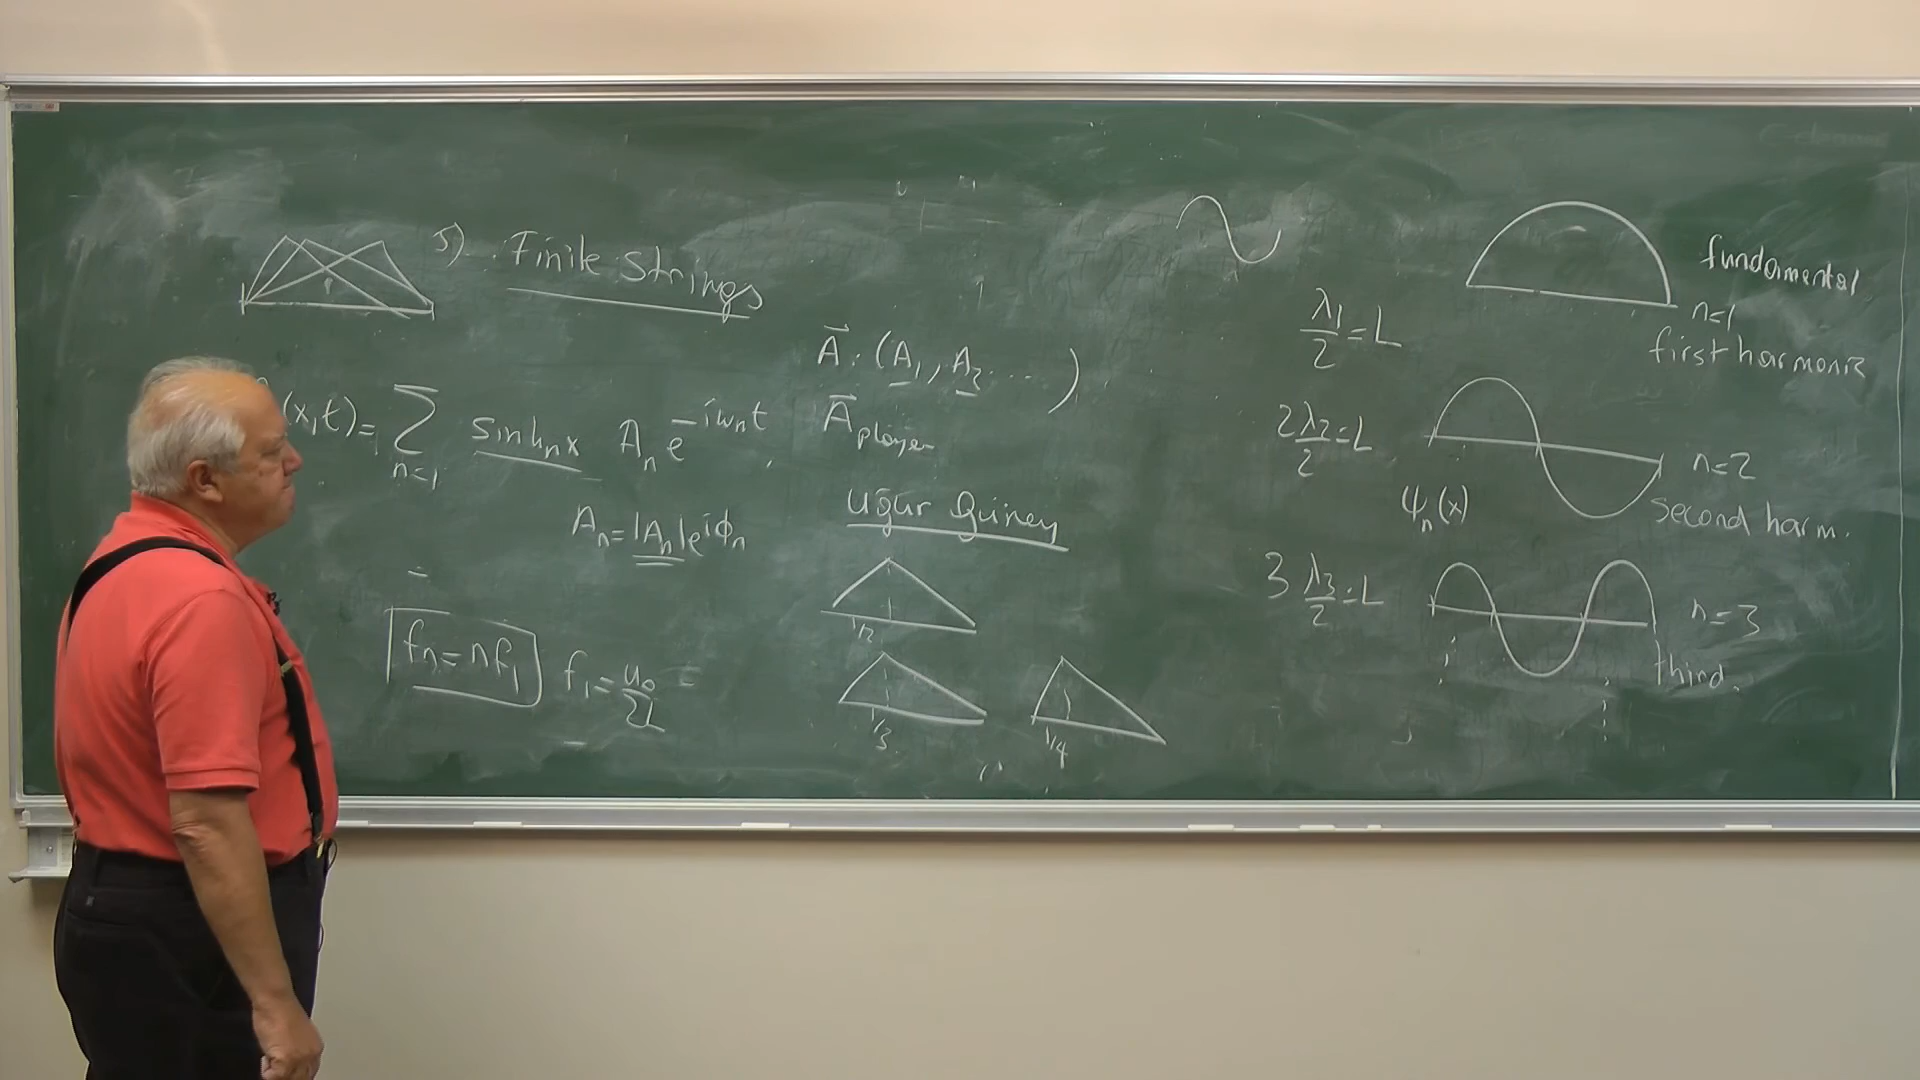 5) Finite Strings
(x,t) = ∑ n=1 sin kₙx Aₙ e^-iωₙt
Aₙ = |Aₙ| e^iϕₙ
fₙ = nf₁ f₁ = u₀/2L =
A⃗ : (A₁, A₂ ... )
A⃗ player
Uğur Güney
1/2
1/3
1/4
fundamental
λ₁/2 = L
n=1
first harmonic
2 λ₂/2 = L
n=2
ψₙ(x)
second harm.
3 λ₃/2 = L
n=3
third.